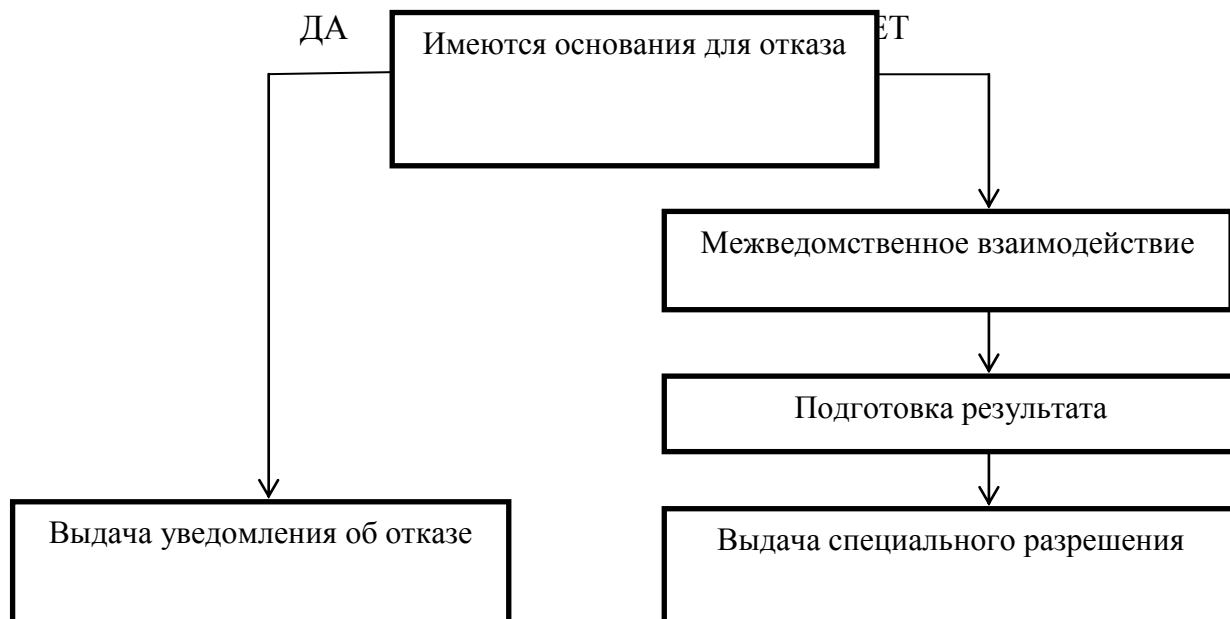 ДА
ЕТ
Имеются основания для отказа
Межведомственное взаимодействие
Подготовка результата
Выдача уведомления об отказе
Выдача специального разрешения